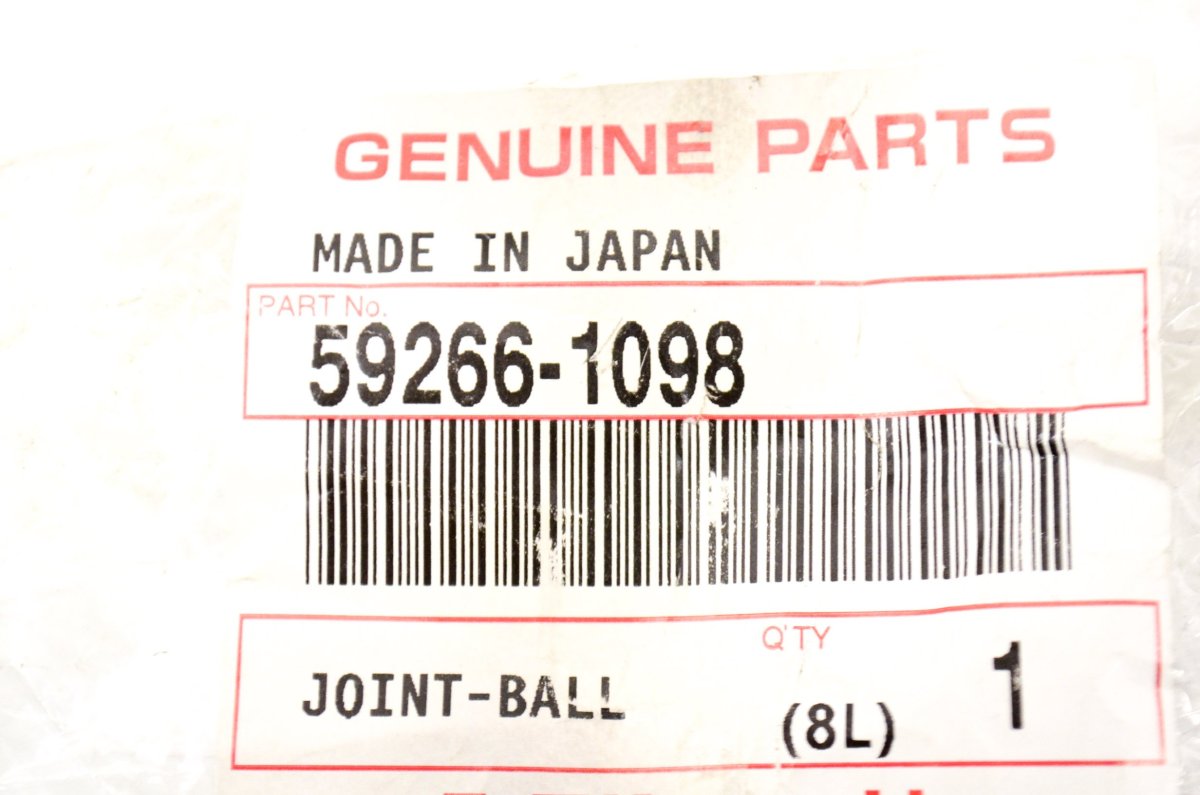 GENUINE PARTS
MADE IN JAPAN
PART No.
59266-1098
Q'TY
JOINT-BALL
(8L)
1